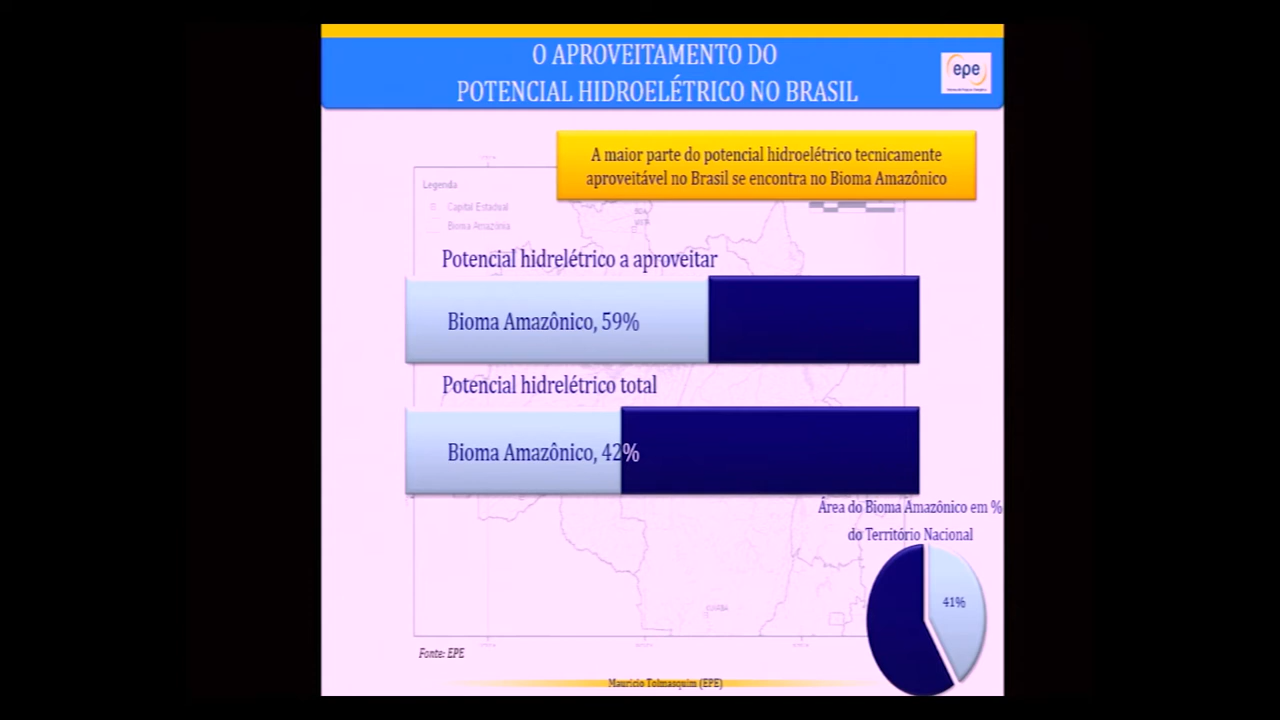 O APROVEITAMENTO DO
POTENCIAL HIDROELÉTRICO NO BRASIL
epe
A maior parte do potencial hidroelétrico tecnicamente
aproveitável no Brasil se encontra no Bioma Amazônico
Legenda
Capital Estadual
Bioma Amazônia
Potencial hidrelétrico a aproveitar
Bioma Amazônico, 59%
Potencial hidrelétrico total
Bioma Amazônico, 42%
Área do Bioma Amazônico em %
do Território Nacional
41%
Fonte: EPE
Maurício Tolmasquim (EPE)